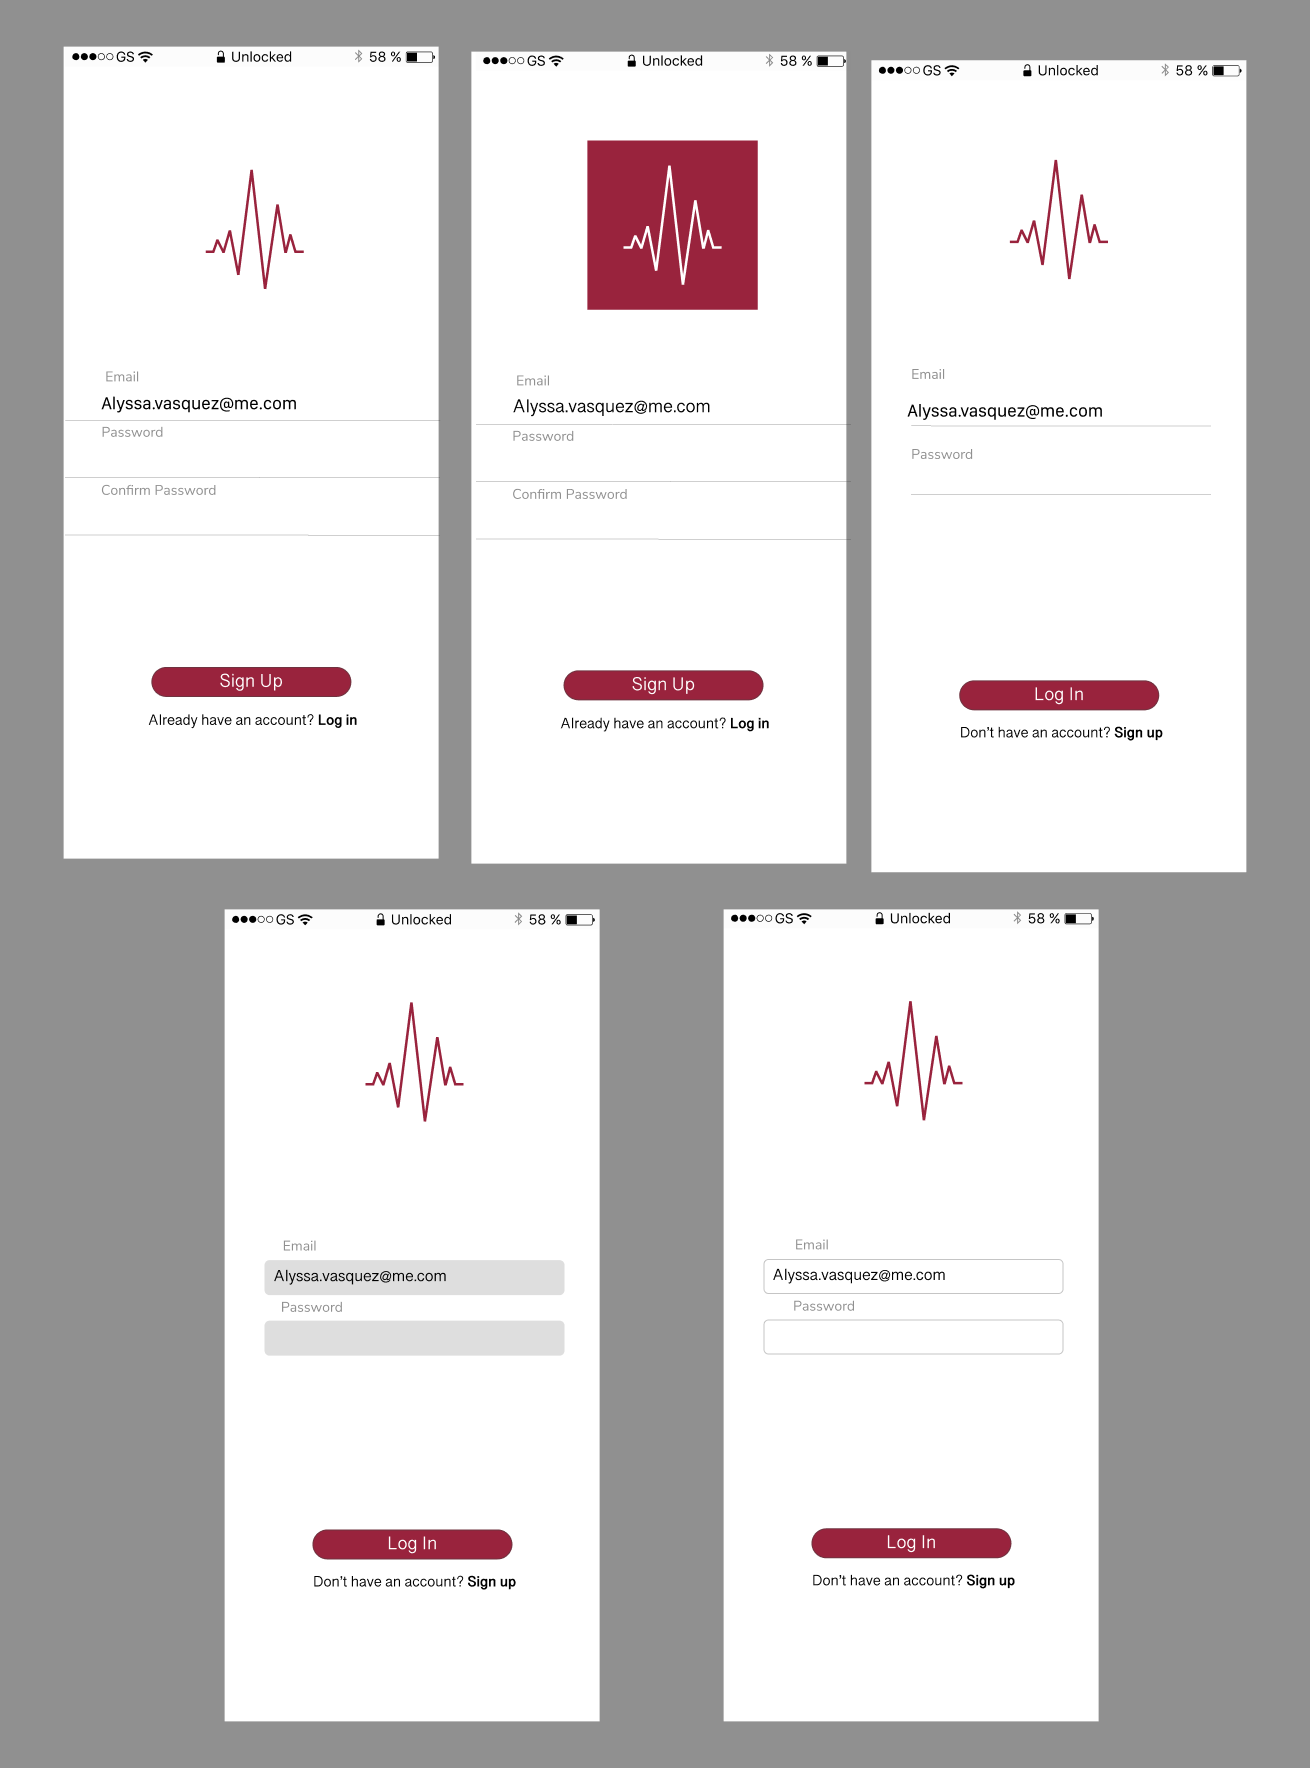 GS Unlocked 58 %
Email
Alyssa.vasquez@me.com
Password
Confirm Password
Sign Up
Already have an account? Log in
GS Unlocked 58 %
Email
Alyssa.vasquez@me.com
Password
Confirm Password
Sign Up
Already have an account? Log in
GS Unlocked 58 %
Email
Alyssa.vasquez@me.com
Password
Log In
Don't have an account? Sign up
GS Unlocked 58 %
Email
Alyssa.vasquez@me.com
Password
Log In
Don't have an account? Sign up
GS Unlocked 58 %
Email
Alyssa.vasquez@me.com
Password
Log In
Don't have an account? Sign up